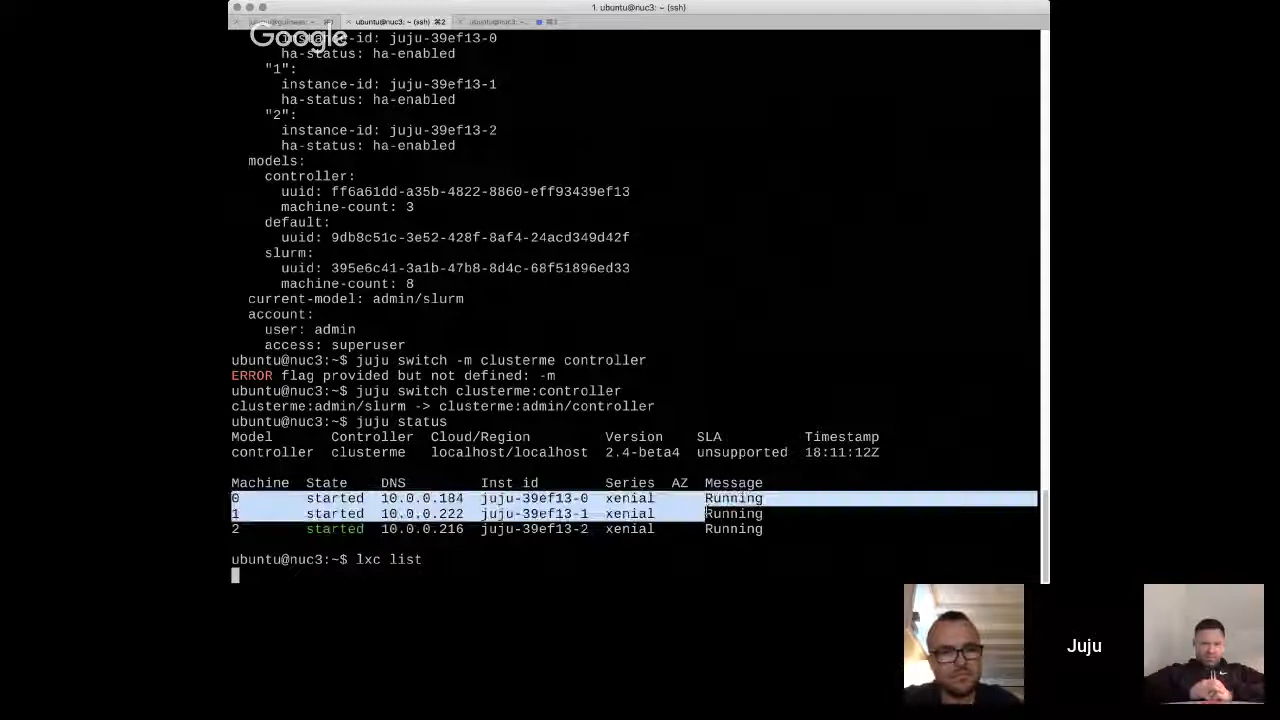 1. ubuntu@nuc3: ~ (ssh)
ubuntu@nuc3: ~ (ssh) ⌘2
ubuntu@nuc3: ~...
Google
instance-id: juju-39ef13-0
ha-status: ha-enabled
"1":
instance-id: juju-39ef13-1
ha-status: ha-enabled
"2":
instance-id: juju-39ef13-2
ha-status: ha-enabled
models:
controller:
uuid: ff6a61dd-a35b-4822-8860-eff93439ef13
machine-count: 3
default:
uuid: 9db8c51c-3e52-428f-8af4-24acd349d42f
slurm:
uuid: 395e6c41-3a1b-47b8-8d4c-68f51896ed33
machine-count: 8
current-model: admin/slurm
account:
user: admin
access: superuser
ubuntu@nuc3:~$ juju switch -m clusterme controller
ERROR flag provided but not defined: -m
ubuntu@nuc3:~$ juju switch clusterme:controller
clusterme:admin/slurm -> clusterme:admin/controller
ubuntu@nuc3:~$ juju status
Model Controller Cloud/Region Version SLA Timestamp
controller clusterme localhost/localhost 2.4-beta4 unsupported 18:11:12Z
Machine State DNS Inst id Series AZ Message
0 started 10.0.0.184 juju-39ef13-0 xenial Running
1 started 10.0.0.222 juju-39ef13-1 xenial Running
2 started 10.0.0.216 juju-39ef13-2 xenial Running
ubuntu@nuc3:~$ lxc list
Juju